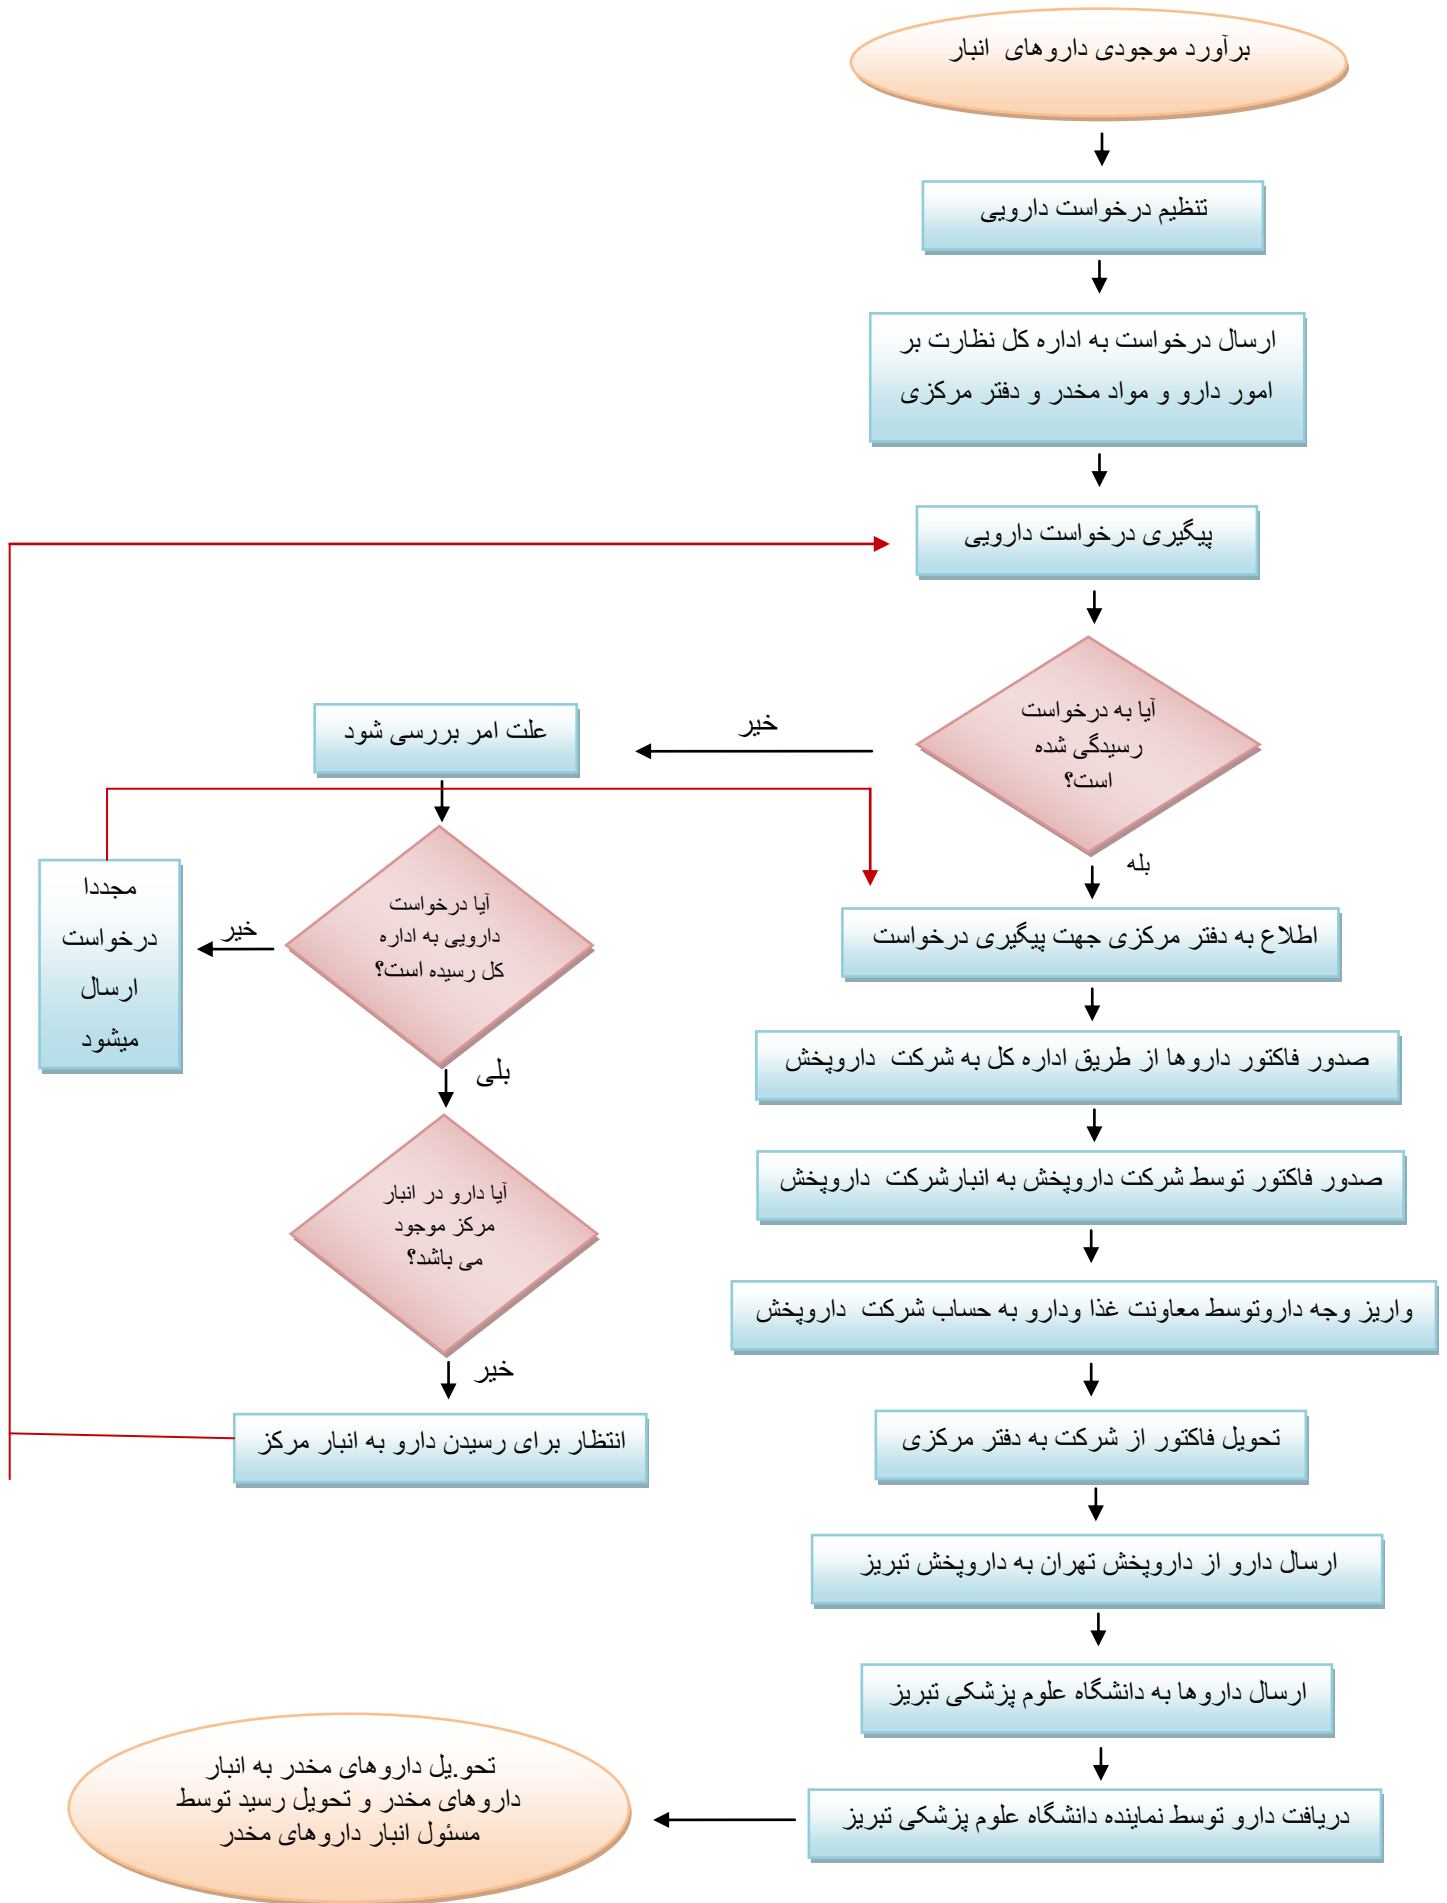 برآورد موجودی داروهای انبار
تنظیم درخواست دارویی
ارسال درخواست به اداره کل نظارت بر
امور دارو و مواد مخدر و دفتر مرکزی
پیگیری درخواست دارویی
آیا به درخواست
رسیدگی شده
است؟
خیر
علت امر بررسی شود
بله
آیا درخواست
دارویی به اداره
کل رسیده است؟
خیر
مجددا
درخواست
ارسال
میشود
بلی
آیا دارو در انبار
مرکز موجود
می باشد؟
خیر
انتظار برای رسیدن دارو به انبار مرکز
اطلاع به دفتر مرکزی جهت پیگیری درخواست
صدور فاکتور داروها از طریق اداره کل به شرکت داروپخش
صدور فاکتور توسط شرکت داروپخش به انبارشرکت داروپخش
واریز وجه داروتوسط معاونت غذا ودارو به حساب شرکت داروپخش
تحویل فاکتور از شرکت به دفتر مرکزی
ارسال دارو از داروپخش تهران به داروپخش تبریز
ارسال داروها به دانشگاه علوم پزشکی تبریز
دریافت دارو توسط نماینده دانشگاه علوم پزشکی تبریز
تحو.یل داروهای مخدر به انبار
داروهای مخدر و تحویل رسید توسط
مسئول انبار داروهای مخدر